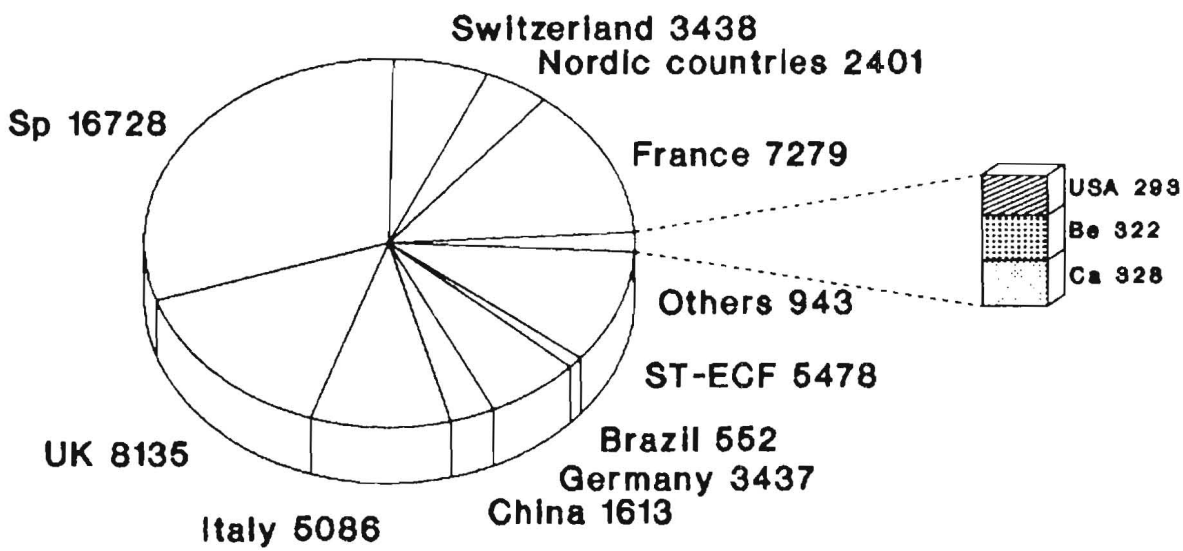 Switzerland 3438
Nordic countries 2401
Sp 16728
France 7279
USA 293
Be 322
Ca 328
Others 943
ST-ECF 5478
Brazil 552
UK 8135
Germany 3437
China 1613
Italy 5086